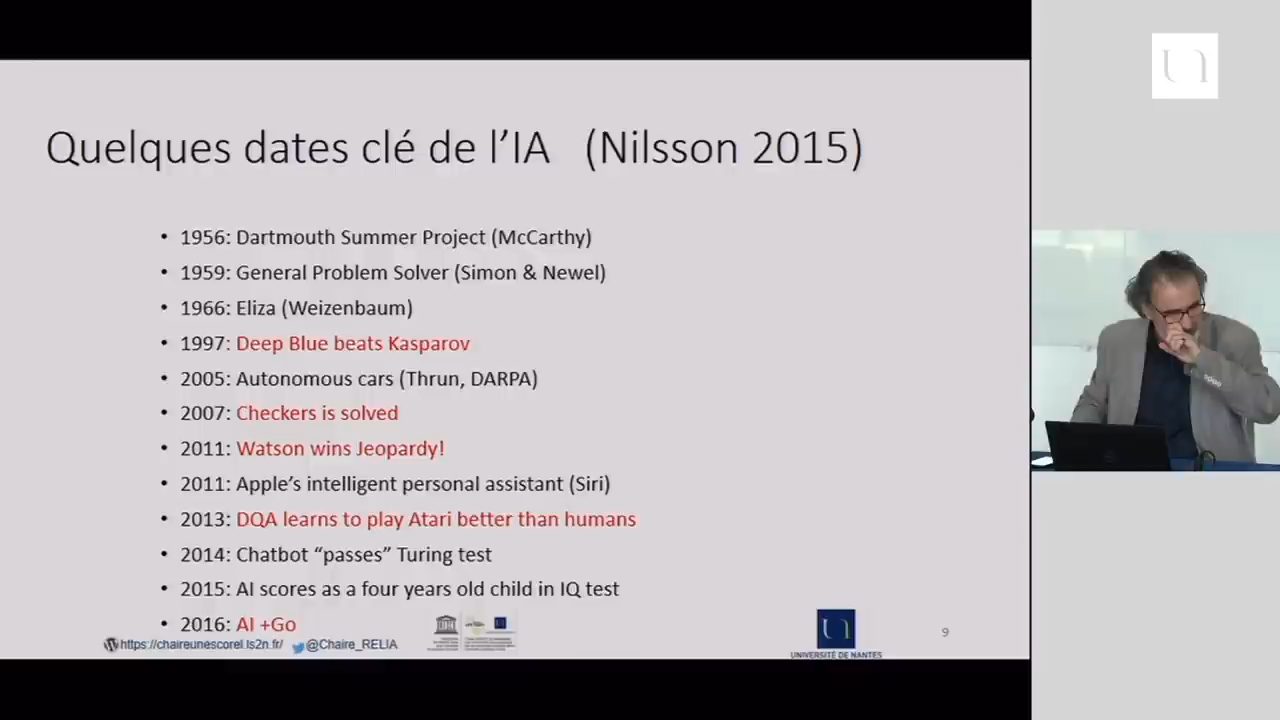 Quelques dates clé de l'IA (Nilsson 2015)
• 1956: Dartmouth Summer Project (McCarthy)
• 1959: General Problem Solver (Simon & Newel)
• 1966: Eliza (Weizenbaum)
• 1997: Deep Blue beats Kasparov
• 2005: Autonomous cars (Thrun, DARPA)
• 2007: Checkers is solved
• 2011: Watson wins Jeopardy!
• 2011: Apple's intelligent personal assistant (Siri)
• 2013: DQA learns to play Atari better than humans
• 2014: Chatbot “passes” Turing test
• 2015: AI scores as a four years old child in IQ test
• 2016: AI +Go
https://chaireunescorel.ls2n.fr/ @Chaire_RELIA
9
UNIVERSITÉ DE NANTES